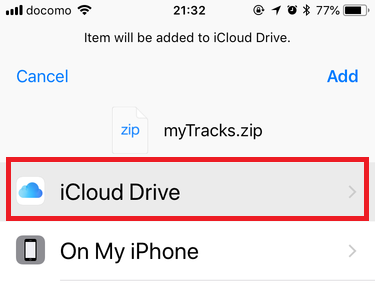 docomo 21:32 77%
Item will be added to iCloud Drive.
Cancel Add
zip myTracks.zip
iCloud Drive
On My iPhone